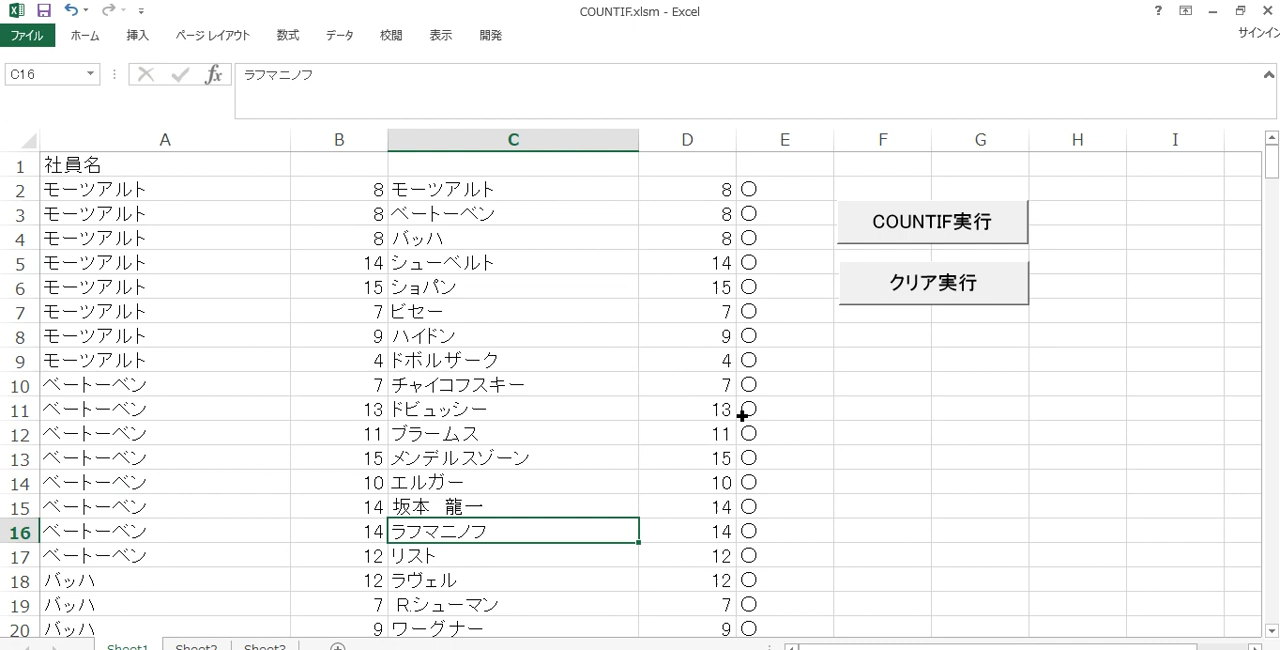 COUNTIF.xlsm - Excel
?
ファイル ホーム 挿入 ページ レイアウト 数式 データ 校閲 表示 開発 サインイン
C16 fx ラフマニノフ
A B C D E F G H I
1 社員名
2 モーツアルト 8 モーツアルト 8 〇
3 モーツアルト 8 ベートーベン 8 〇
4 モーツアルト 8 バッハ 8 〇
5 モーツアルト 14 シューベルト 14 〇
6 モーツアルト 15 ショパン 15 〇
7 モーツアルト 7 ビセー 7 〇
8 モーツアルト 9 ハイドン 9 〇
9 モーツアルト 4 ドボルザーク 4 〇
10 ベートーベン 7 チャイコフスキー 7 〇
11 ベートーベン 13 ドビュッシー 13 〇
12 ベートーベン 11 ブラームス 11 〇
13 ベートーベン 15 メンデルスゾーン 15 〇
14 ベートーベン 10 エルガー 10 〇
15 ベートーベン 14 坂本　龍一 14 〇
16 ベートーベン 14 ラフマニノフ 14 〇
17 ベートーベン 12 リスト 12 〇
18 バッハ 12 ラヴェル 12 〇
19 バッハ 7 R.シューマン 7 〇
20 バッハ 9 ワーグナー 9 〇
COUNTIF実行
クリア実行
Sheet1 Sheet2 Sheet3